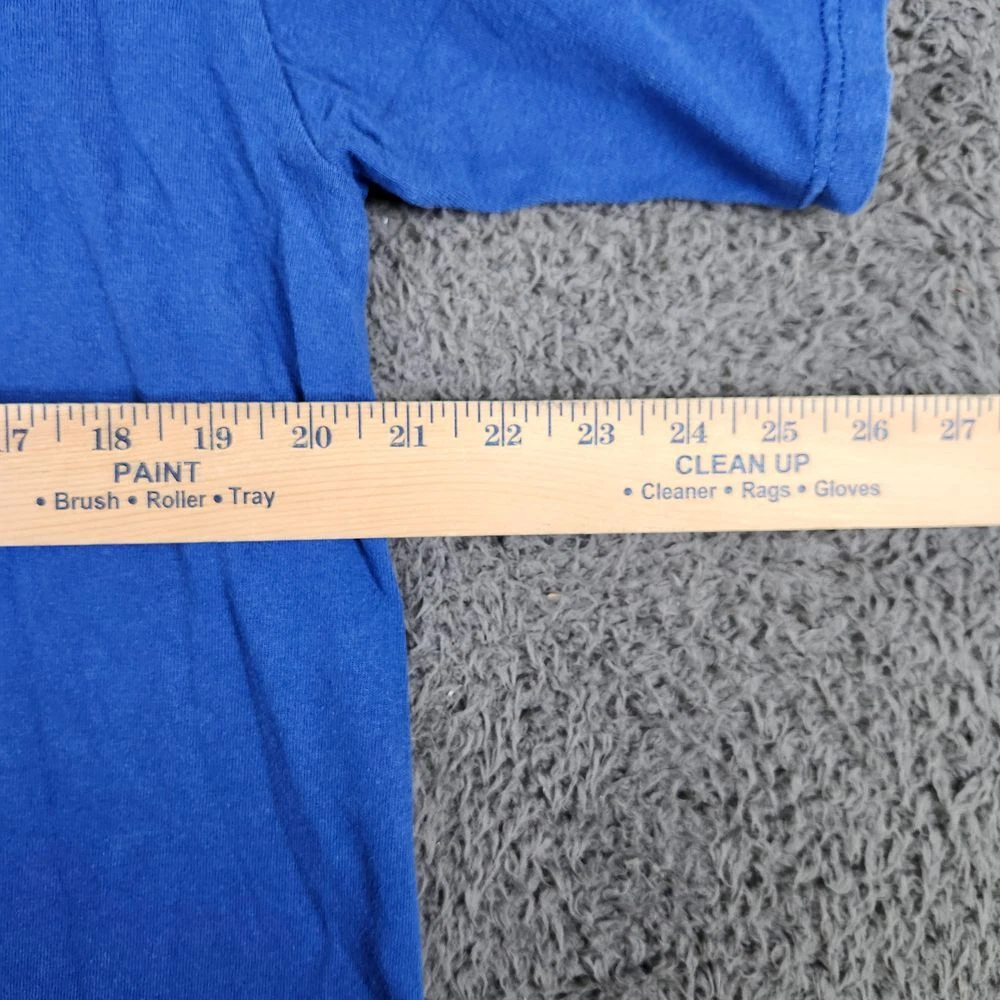 17 18 19 20 21 22 23 24 25 26 27
PAINT
• Brush • Roller • Tray
CLEAN UP
• Cleaner • Rags • Gloves